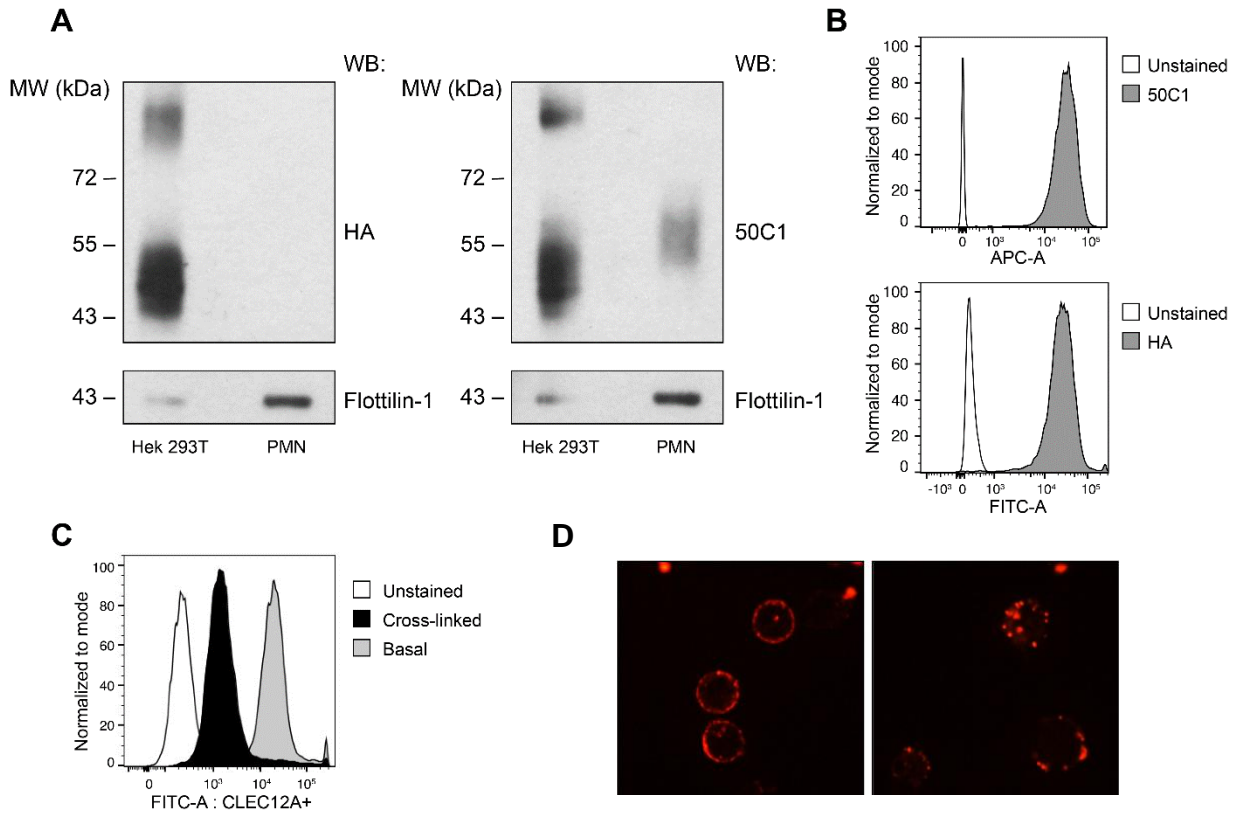 A
WB:
MW (kDa)
72
55
43
HA
43
Flottilin-1
Hek 293T
PMN
WB:
MW (kDa)
72
55
43
50C1
43
Flottilin-1
Hek 293T
PMN
B
Normalized to mode
100
80
60
40
20
0
0
10³
10⁴
10⁵
APC-A
Unstained
50C1
Normalized to mode
100
80
60
40
20
0
-10³
0
10³
10⁴
10⁵
FITC-A
Unstained
HA
C
Normalized to mode
100
80
60
40
20
0
0
10³
10⁴
10⁵
FITC-A : CLEC12A+
Unstained
Cross-linked
Basal
D